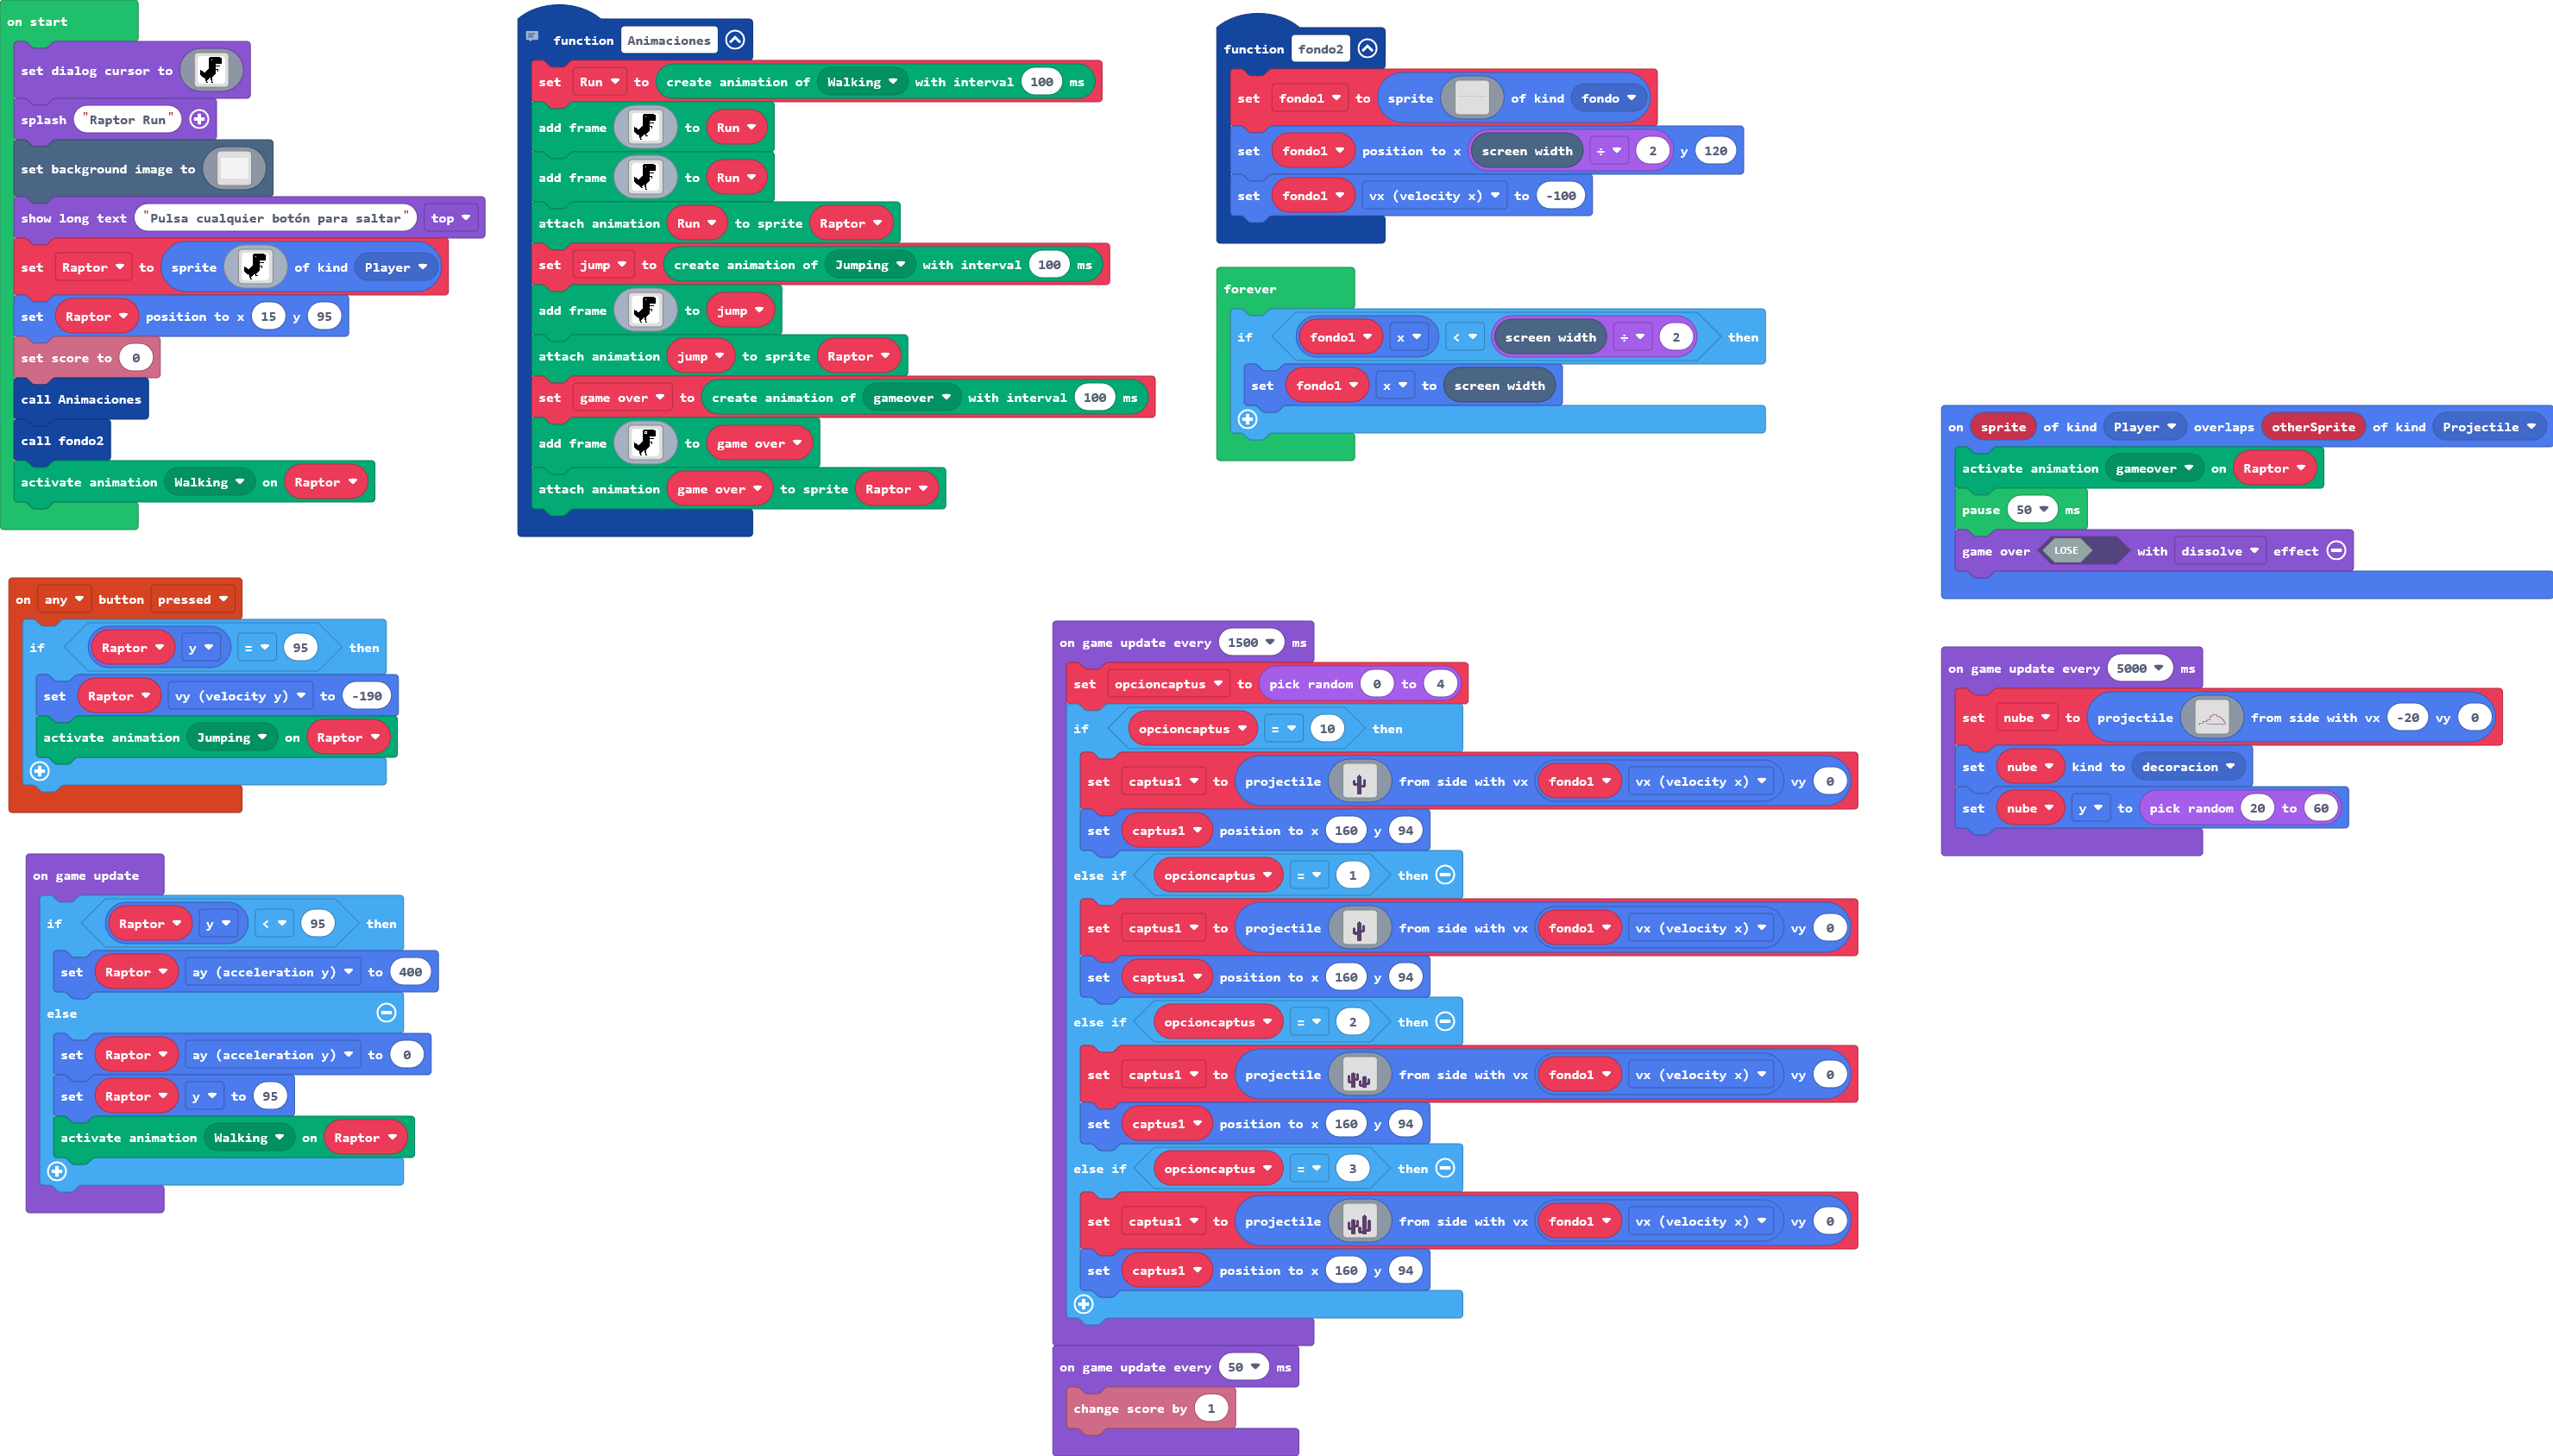 on start
set dialog cursor to
splash "Raptor Run"
set background image to
show long text "Pulsa cualquier botón para saltar" top
set Raptor to sprite of kind Player
set Raptor position to x 15 y 95
set score to 0
call Animaciones
call fondo2
activate animation Walking on Raptor
function Animaciones
set Run to create animation of Walking with interval 100 ms
add frame to Run
add frame to Run
attach animation Run to sprite Raptor
set jump to create animation of Jumping with interval 100 ms
add frame to jump
attach animation jump to sprite Raptor
set game over to create animation of gameover with interval 100 ms
add frame to game over
attach animation game over to sprite Raptor
function fondo2
set fondo1 to sprite of kind fondo
set fondo1 position to x screen width ÷ 2 y 120
set fondo1 vx (velocity x) to -100
forever
if fondo1 x < screen width ÷ 2 then
set fondo1 x to screen width
on sprite of kind Player overlaps otherSprite of kind Projectile
activate animation gameover on Raptor
pause 50 ms
game over LOSE with dissolve effect
on any button pressed
if Raptor y = 95 then
set Raptor vy (velocity y) to -190
activate animation Jumping on Raptor
on game update
if Raptor y < 95 then
set Raptor ay (acceleration y) to 400
else
set Raptor ay (acceleration y) to 0
set Raptor y to 95
activate animation Walking on Raptor
on game update every 1500 ms
set opcioncaptus to pick random 0 to 4
if opcioncaptus = 10 then
set captus1 to projectile from side with vx fondo1 vx (velocity x) vy 0
set captus1 position to x 160 y 94
else if opcioncaptus = 1 then
set captus1 to projectile from side with vx fondo1 vx (velocity x) vy 0
set captus1 position to x 160 y 94
else if opcioncaptus = 2 then
set captus1 to projectile from side with vx fondo1 vx (velocity x) vy 0
set captus1 position to x 160 y 94
else if opcioncaptus = 3 then
set captus1 to projectile from side with vx fondo1 vx (velocity x) vy 0
set captus1 position to x 160 y 94
on game update every 50 ms
change score by 1
on game update every 5000 ms
set nube to projectile from side with vx -20 vy 0
set nube kind to decoracion
set nube y to pick random 20 to 60